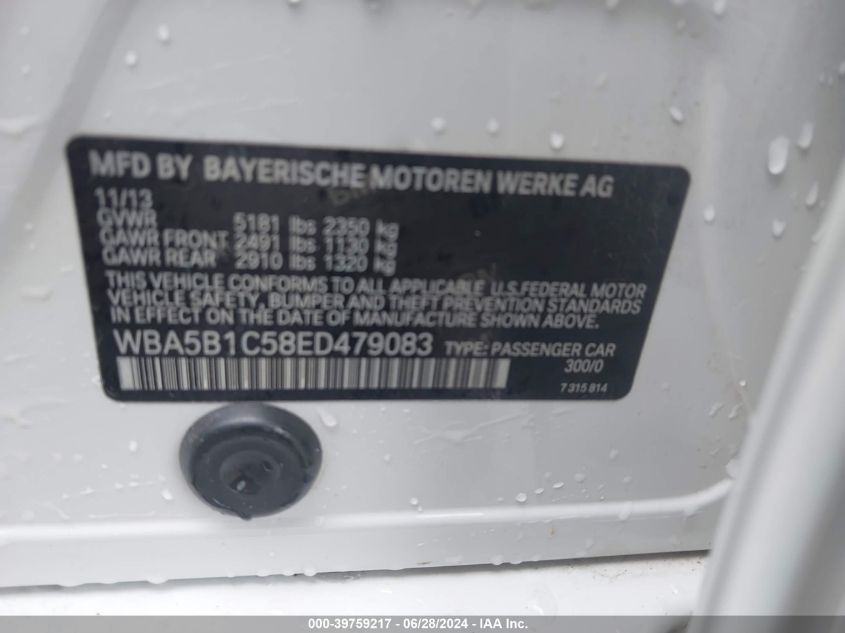 MFD BY BAYERISCHE MOTOREN WERKE AG
11/13
GVWR 5181 lbs 2350 kg
GAWR FRONT 2491 lbs 1130 kg
GAWR REAR 2910 lbs 1320 kg
THIS VEHICLE CONFORMS TO ALL APPLICABLE U.S.FEDERAL MOTOR
VEHICLE SAFETY, BUMPER AND THEFT PREVENTION STANDARDS
IN EFFECT ON THE DATE OF MANUFACTURE SHOWN ABOVE.
WBA5B1C58ED479083 TYPE: PASSENGER CAR
300/0
7315814
000-39759217 - 06/28/2024 - IAA Inc.